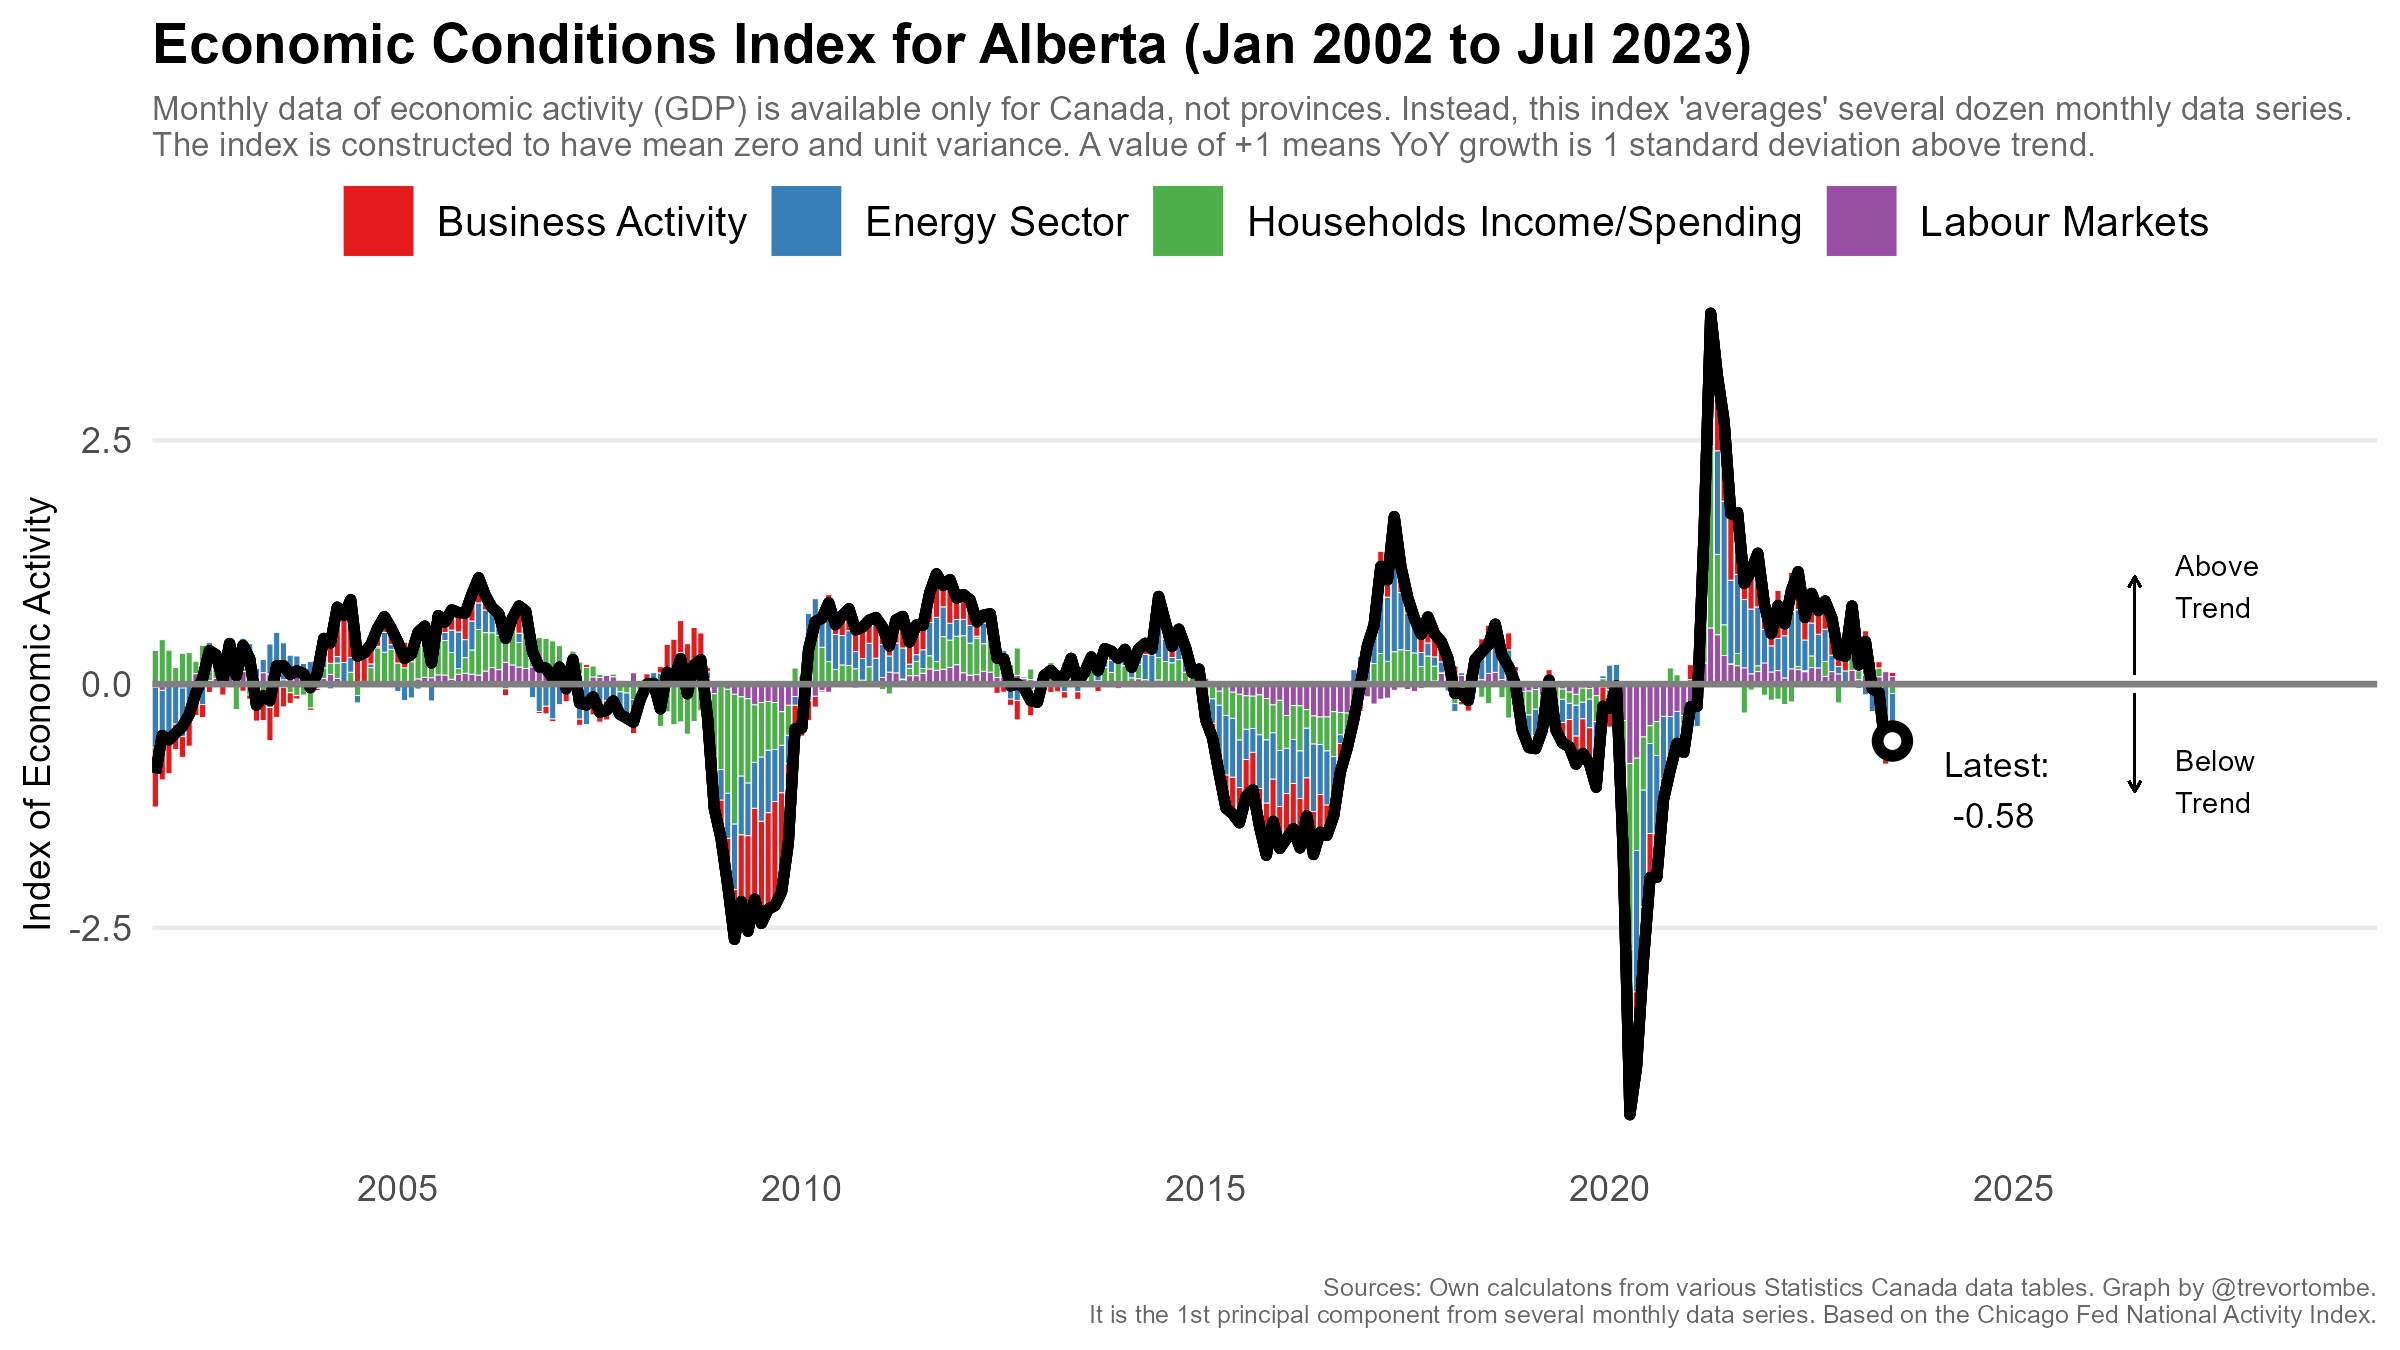 Economic Conditions Index for Alberta (Jan 2002 to Jul 2023)
Monthly data of economic activity (GDP) is available only for Canada, not provinces. Instead, this index 'averages' several dozen monthly data series.
The index is constructed to have mean zero and unit variance. A value of +1 means YoY growth is 1 standard deviation above trend.
Business Activity
Energy Sector
Households Income/Spending
Labour Markets
Index of Economic Activity
2.5
0.0
-2.5
Above
Trend
Below
Trend
Latest:
-0.58
2005
2010
2015
2020
2025
Sources: Own calculatons from various Statistics Canada data tables. Graph by @trevortombe.
It is the 1st principal component from several monthly data series. Based on the Chicago Fed National Activity Index.